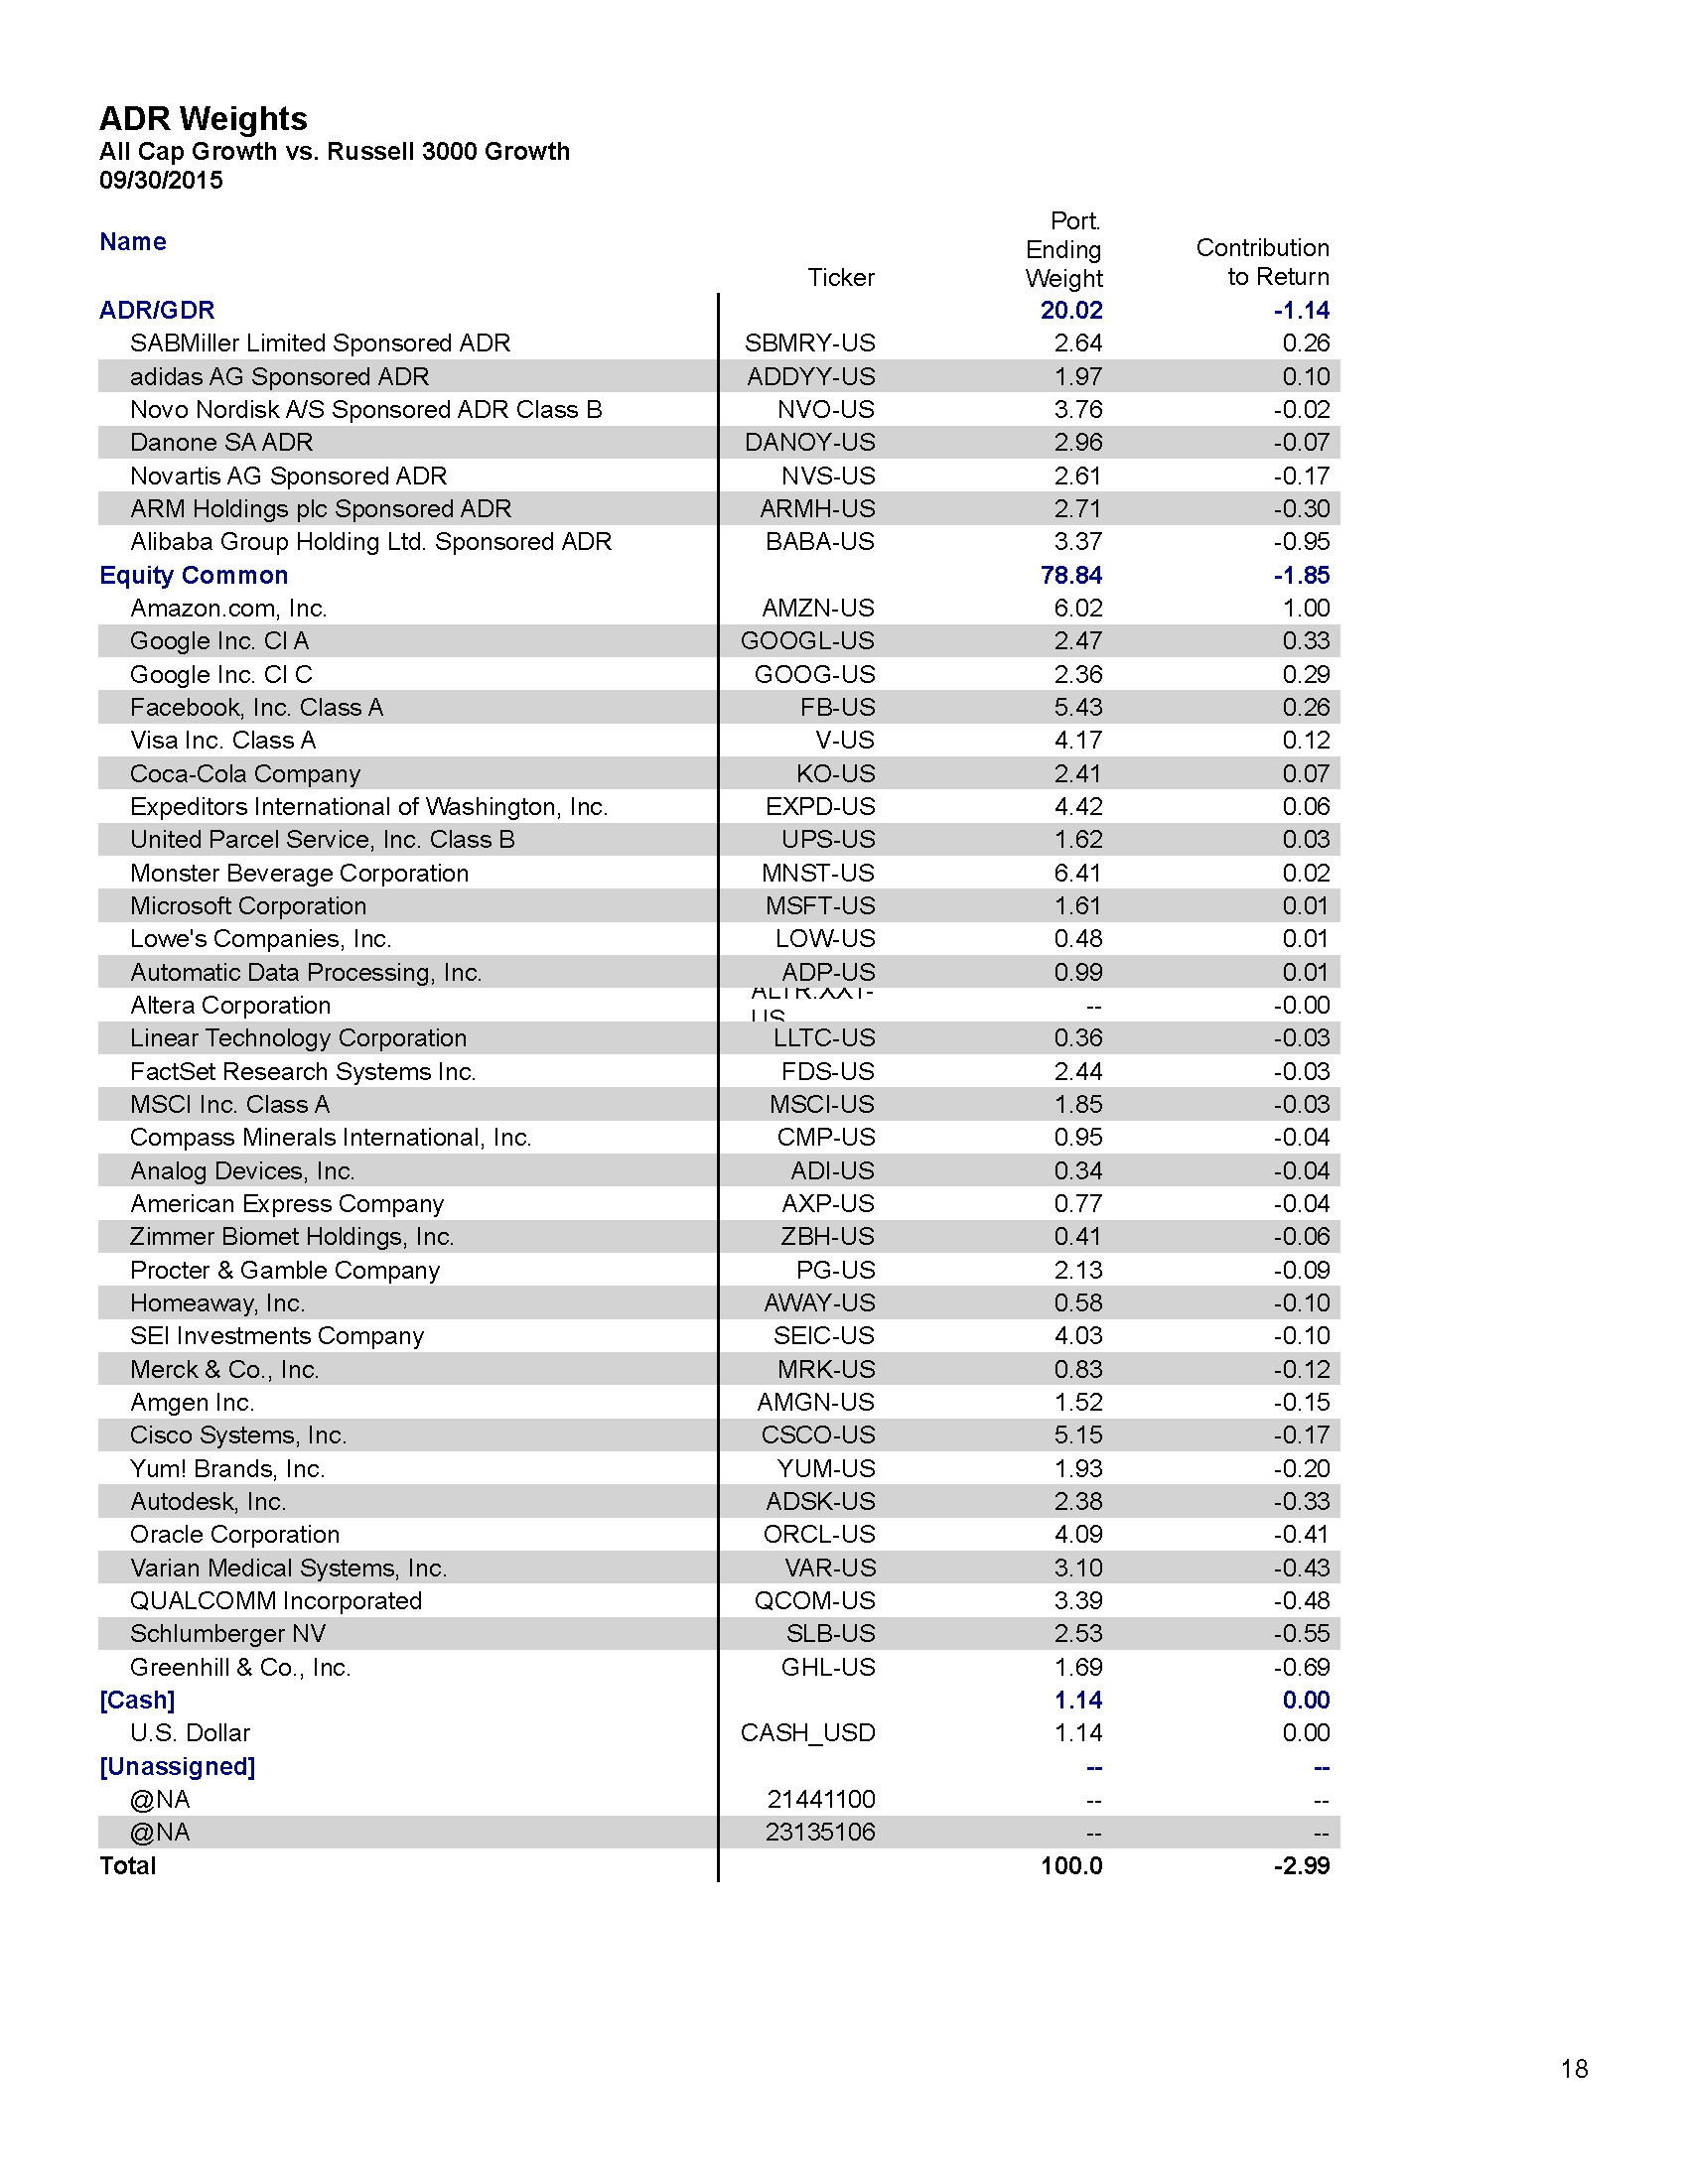 ADR Weights
All Cap Growth vs. Russell 3000 Growth
09/30/2015
Name Ticker Port. Ending Weight Contribution to Return
ADR/GDR 20.02 -1.14
SABMiller Limited Sponsored ADR SBMRY-US 2.64 0.26
adidas AG Sponsored ADR ADDYY-US 1.97 0.10
Novo Nordisk A/S Sponsored ADR Class B NVO-US 3.76 -0.02
Danone SA ADR DANOY-US 2.96 -0.07
Novartis AG Sponsored ADR NVS-US 2.61 -0.17
ARM Holdings plc Sponsored ADR ARMH-US 2.71 -0.30
Alibaba Group Holding Ltd. Sponsored ADR BABA-US 3.37 -0.95
Equity Common 78.84 -1.85
Amazon.com, Inc. AMZN-US 6.02 1.00
Google Inc. Cl A GOOGL-US 2.47 0.33
Google Inc. Cl C GOOG-US 2.36 0.29
Facebook, Inc. Class A FB-US 5.43 0.26
Visa Inc. Class A V-US 4.17 0.12
Coca-Cola Company KO-US 2.41 0.07
Expeditors International of Washington, Inc. EXPD-US 4.42 0.06
United Parcel Service, Inc. Class B UPS-US 1.62 0.03
Monster Beverage Corporation MNST-US 6.41 0.02
Microsoft Corporation MSFT-US 1.61 0.01
Lowe's Companies, Inc. LOW-US 0.48 0.01
Automatic Data Processing, Inc. ADP-US 0.99 0.01
Altera Corporation ALTR.XX1-US -- -0.00
Linear Technology Corporation LLTC-US 0.36 -0.03
FactSet Research Systems Inc. FDS-US 2.44 -0.03
MSCI Inc. Class A MSCI-US 1.85 -0.03
Compass Minerals International, Inc. CMP-US 0.95 -0.04
Analog Devices, Inc. ADI-US 0.34 -0.04
American Express Company AXP-US 0.77 -0.04
Zimmer Biomet Holdings, Inc. ZBH-US 0.41 -0.06
Procter & Gamble Company PG-US 2.13 -0.09
Homeaway, Inc. AWAY-US 0.58 -0.10
SEI Investments Company SEIC-US 4.03 -0.10
Merck & Co., Inc. MRK-US 0.83 -0.12
Amgen Inc. AMGN-US 1.52 -0.15
Cisco Systems, Inc. CSCO-US 5.15 -0.17
Yum! Brands, Inc. YUM-US 1.93 -0.20
Autodesk, Inc. ADSK-US 2.38 -0.33
Oracle Corporation ORCL-US 4.09 -0.41
Varian Medical Systems, Inc. VAR-US 3.10 -0.43
QUALCOMM Incorporated QCOM-US 3.39 -0.48
Schlumberger NV SLB-US 2.53 -0.55
Greenhill & Co., Inc. GHL-US 1.69 -0.69
[Cash] 1.14 0.00
U.S. Dollar CASH_USD 1.14 0.00
[Unassigned] -- --
@NA 21441100 -- --
@NA 23135106 -- --
Total 100.0 -2.99
18